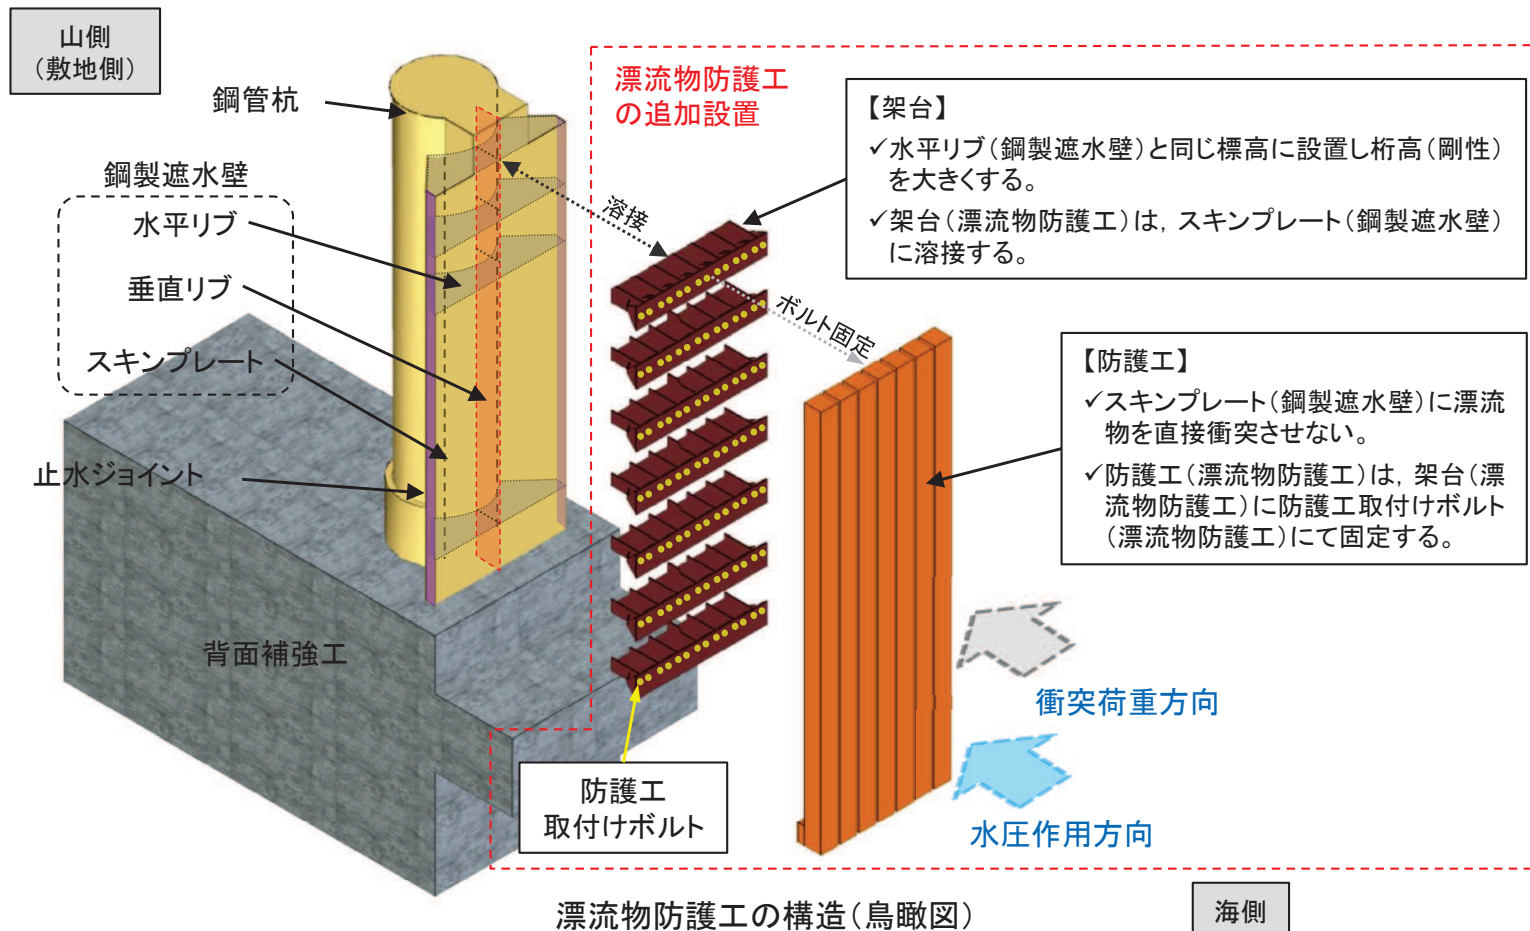 山側
（敷地側）
鋼管杭
鋼製遮水壁
水平リブ
垂直リブ
スキンプレート
止水ジョイント
背面補強工
漂流物防護工
の追加設置
溶接
ボルト固定
【架台】
✓水平リブ（鋼製遮水壁）と同じ標高に設置し桁高（剛性）
を大きくする。
✓架台（漂流物防護工）は，スキンプレート（鋼製遮水壁）
に溶接する。
【防護工】
✓スキンプレート（鋼製遮水壁）に漂流
物を直接衝突させない。
✓防護工（漂流物防護工）は，架台（漂
流物防護工）に防護工取付けボルト
（漂流物防護工）にて固定する。
衝突荷重方向
水圧作用方向
防護工
取付けボルト
漂流物防護工の構造（鳥瞰図）
海側